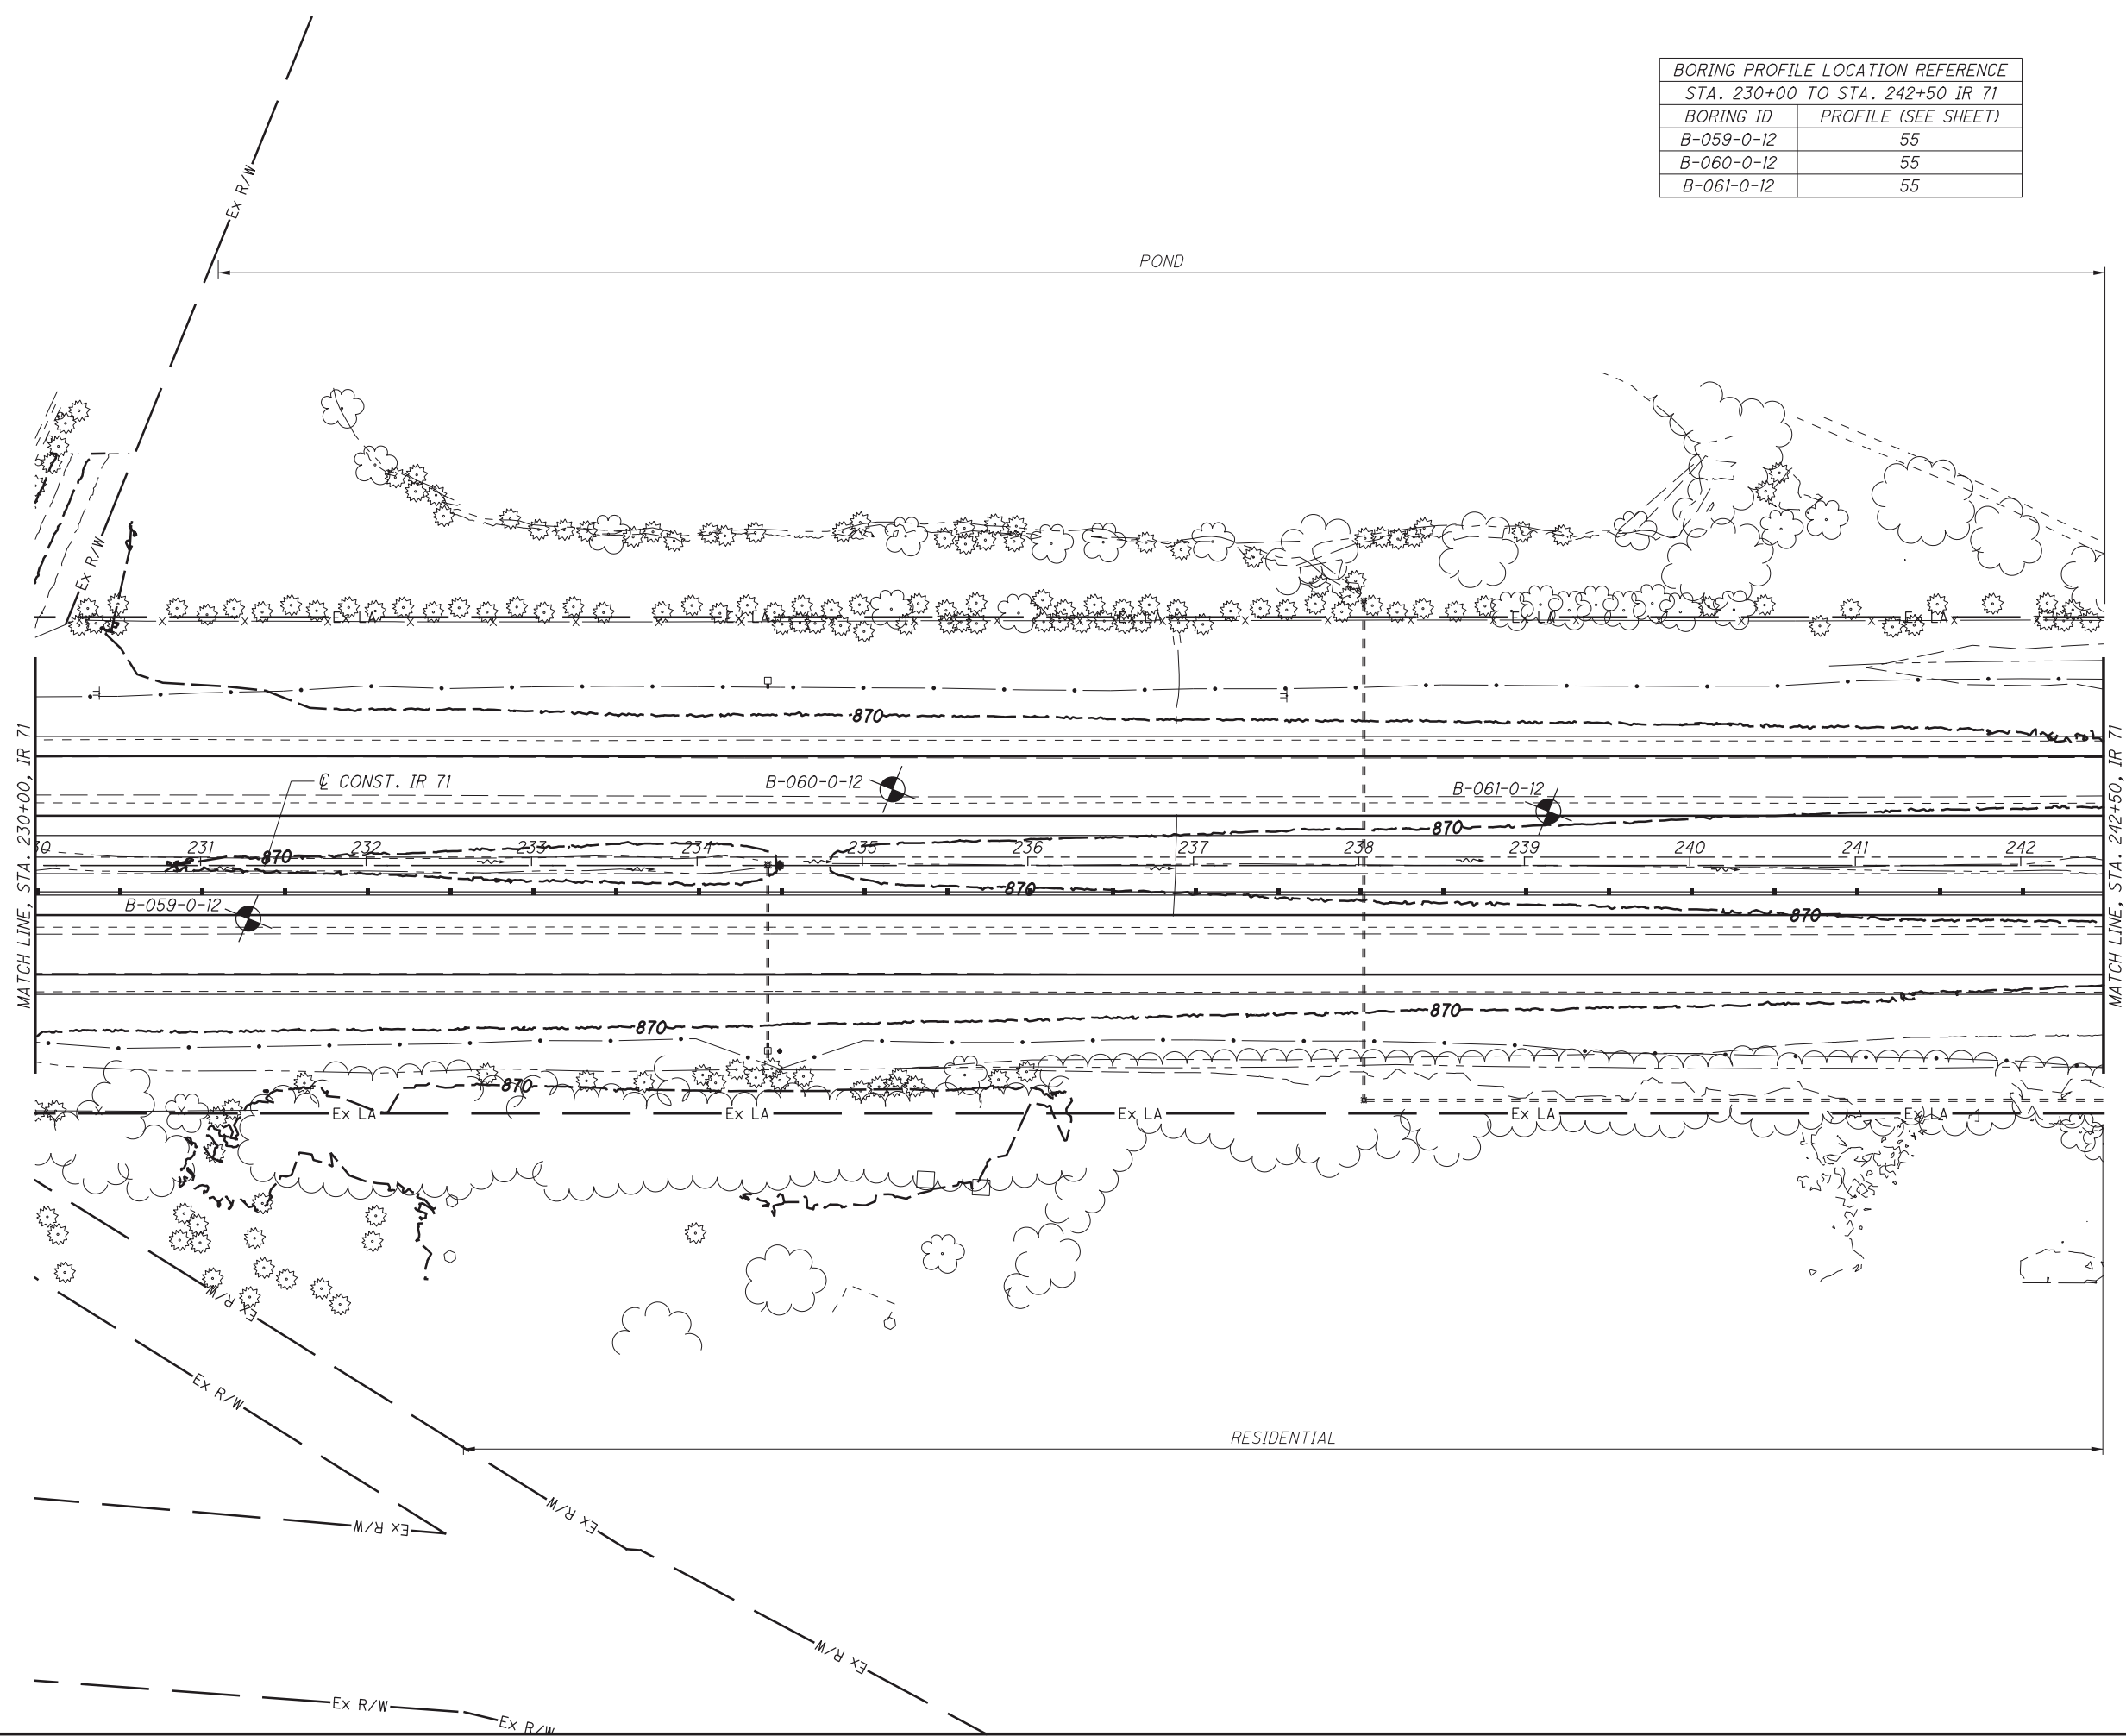 BORING PROFILE LOCATION REFERENCE
STA. 230+00 TO STA. 242+50 IR 71
BORING ID PROFILE (SEE SHEET)
B-059-0-12 55
B-060-0-12 55
B-061-0-12 55
Ex R/W
POND
Ex R/W
Ex LA Ex LA Ex LA Ex LA Ex LA
870
MATCH LINE, STA. 230+00, IR 71
MATCH LINE, STA. 242+50, IR 71
℄ CONST. IR 71
B-060-0-12
B-061-0-12
870
30 231 232 233 234 235 236 237 238 239 240 241 242
870
870
B-059-0-12
870
870
870
870
Ex LA Ex LA Ex LA Ex LA Ex LA
Ex R/W
Ex R/W
RESIDENTIAL
Ex R/W
Ex R/W
Ex R/W
Ex R/W
Ex R/W